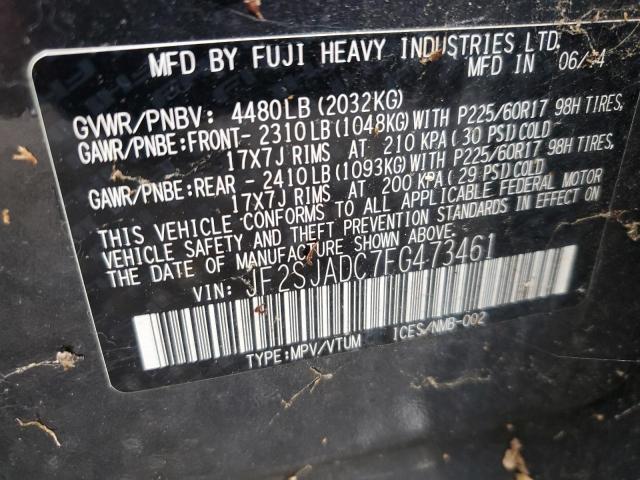 MFD BY FUJI HEAVY INDUSTRIES LTD.
MFD IN 06/ 4
GVWR/PNBV: 4480LB(2032KG)
GAWR/PNBE:FRONT- 2310LB(1048KG)WITH P225/60R17 98H TIRES,
17X7J RIMS AT 210 KPA(30 PSI)COLD
GAWR/PNBE:REAR - 2410LB(1093KG)WITH P225/60R17 98H TIRES,
17X7J RIMS AT 200 KPA(29 PSI)COLD
THIS VEHICLE CONFORMS TO ALL APPLICABLE FEDERAL MOTOR
VEHICLE SAFETY AND THEFT PREVENTION STANDARDS IN EFFECT ON
THE DATE OF MANUFACTURE SHOWN ABOVE.
VIN: JF2SJADC7FG473461
TYPE:MPV/VTUM ICES/NMB-002